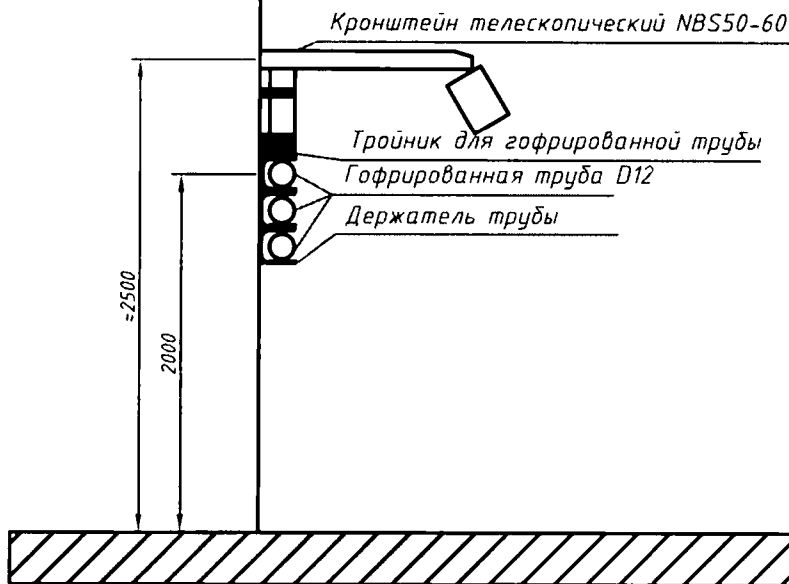 Кронштейн телескопический NBS50-60
Тройник для гофрированной трубы
Гофрированная труба D12
Держатель трубы
≈2500
2000